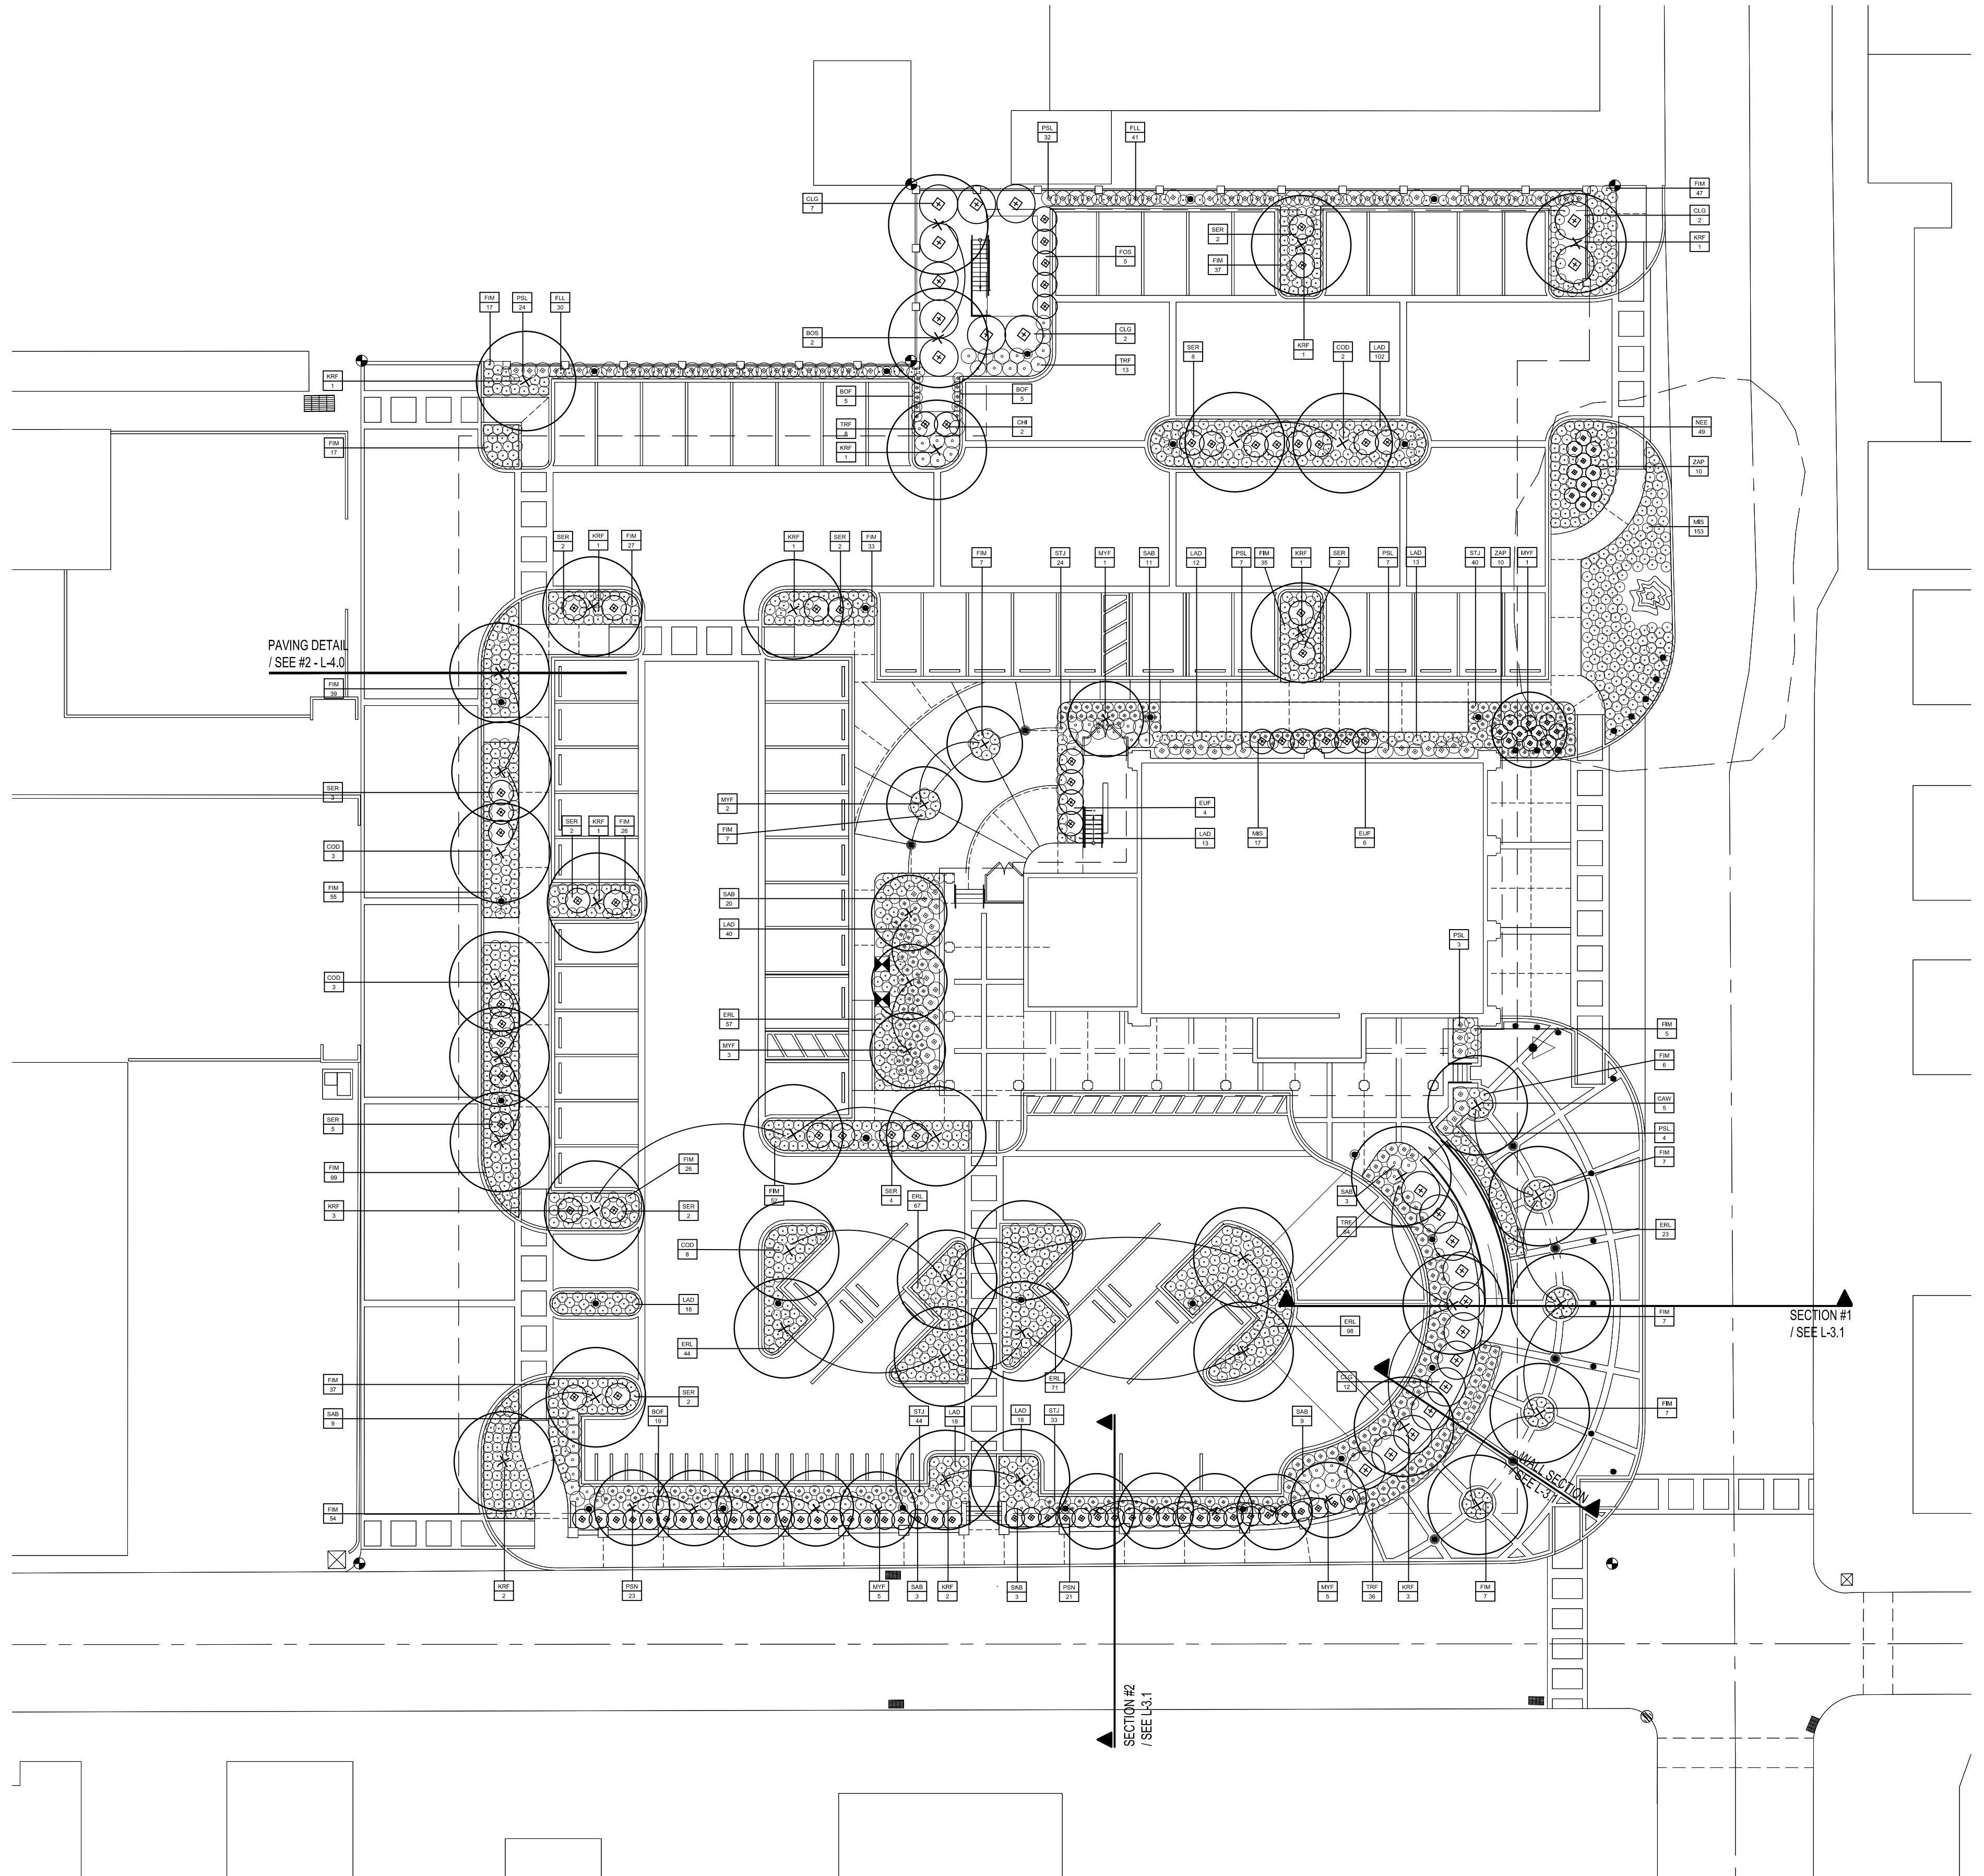 PSL
32
FLL
41
FIM
47
CLG
7
CLG
2
SER
2
KRF
1
FOS
5
FIM
37
FIM
17
PSL
24
FLL
30
BOS
2
CLG
2
KRF
1
SER
8
COD
2
LAD
102
TRF
13
KRF
1
BOF
5
BOF
5
TRF
8
CHI
2
NEE
49
FIM
17
KRF
1
ZAP
10
MIS
153
SER
2
KRF
1
FIM
27
KRF
1
SER
2
FIM
33
FIM
7
STJ
24
MYF
1
SAB
11
LAD
12
PSL
7
FIM
35
KRF
1
SER
2
PSL
7
LAD
13
STJ
40
ZAP
10
MYF
1
PAVING DETAIL
/ SEE #2 - L-4.0
FIM
39
SER
3
MYF
2
EUF
4
SER
2
KRF
1
FIM
26
FIM
7
LAD
13
MIS
17
EUF
6
COD
3
FIM
55
SAB
20
LAD
40
PSL
3
COD
3
ERL
57
FIM
5
MYF
3
FIM
6
CAW
5
SER
5
PSL
4
FIM
99
FIM
26
FIM
7
FIM
52
SER
4
ERL
67
SAB
3
KRF
3
SER
2
TRF
54
ERL
23
COD
8
LAD
18
SECTION #1
/ SEE L-3.1
FIM
7
ERL
44
ERL
98
FIM
37
SER
2
ERL
71
CLG
12
SAB
9
BOF
19
STJ
44
LAD
18
LAD
18
STJ
33
SAB
9
FIM
7
WALL SECTION
FIM
54
KRF
2
PSN
23
MYF
5
SAB
3
KRF
2
SAB
3
PSN
21
MYF
5
TRF
36
KRF
3
FIM
7
SECTION #2
/ SEE L-3.1